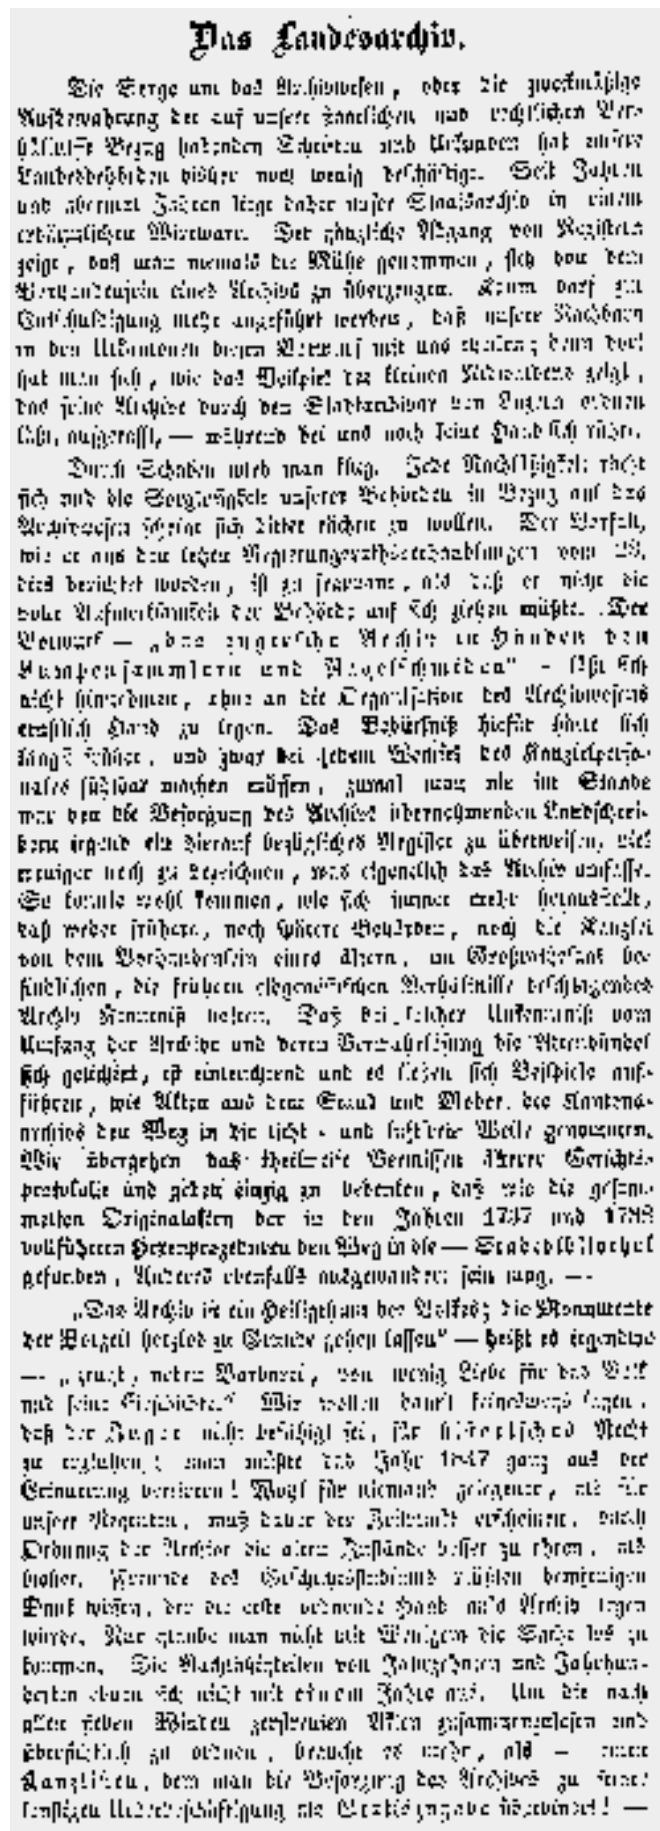 Das Landesarchiv.
Die Sorge um das Archivwesen, oder die zweckmäßige
Aufbewahrung der auf unsere staatlichen und rechtlichen Ver-
hältnisse Bezug habenden Schriften und Urkunden hat unsere
Landesbehörden bisher noch wenig beschäftigt. Seit Jahren
und abermal Jahren liegt daher unser Staatsarchiv in einem
erbärmlichen Wirrwarr. Der gänzliche Abgang von Registern
zeigt, daß man niemals die Mühe genommen, sich von dem
Vorhandensein eines Archivs zu überzeugen. Kaum darf zur
Entschuldigung mehr angeführt werden, daß unsere Nachbarn
in den Urkantonen diesen Vorwurf mit uns theilen; denn dort
hat man sich, wie das Beispiel des kleinen Nidwaldens zeigt,
das seine Archive durch den Stadtarchivar von Luzern ordnen
läßt, aufgerafft, — während bei uns noch keine Hand sich rührt.
Durch Schaden wird man klug. Jede Nachläßigkeit rächt
sich und die Sorglosigkeit unserer Behörden in Bezug auf das
Archivwesen scheint sich bitter rächen zu wollen. Der Vorfall,
wie er aus den letzten Regierungsrathsverhandlungen vom
dies berichtet worden, ist zu frappant, als daß er nicht die
volle Aufmerksamkeit der Behörde auf sich ziehen müßte. Der
Vorwurf — „das zugerische Archiv in Händen von
Lumpensammlern und Nagelschmieden" - läßt sich
nicht hinnehmen, ohne an die Organisation des Archivwesens
ernstlich Hand zu legen. Das Bedürfniß hiefür hätte sich
längst früher, und zwar bei jedem Wechsel des Kanzleiperso-
nales fühlbar machen müssen, zumal man nie im Stande
war den die Besorgung des Archivs übernehmenden Landschrei-
bern irgend ein hierauf bezügliches Register zu überweisen, viel
weniger noch zu bezeichnen, was eigentlich das Archiv umfasse.
So konnte es wohl kommen, wie sich immer mehr herausstellt,
daß weder frühere, noch spätere Behörden, noch die Kanzlei
von dem Vorhandensein eines ältern, im Großrathssaal be-
findlichen, die frühern eidgenössischen Verhältnisse beschlagenden
Archiv Kenntniß hatten. Daß bei solcher Unkenntniß vom
Umfang der Archive und deren Verwahrlosung die Aktenbündel
sich gelichtet, ist einleuchtend und es ließen sich Beispiele auf-
führen, wie Akten aus dem Staub und Moder des Kantons-
archivs den Weg in die licht- und luftreie Welt genommen.
Wir übergehen das theilweise Vermissen älterer Gerichts-
protokolle und geben einzig zu bedenken, daß wie die gesam-
melten Originalakten der in den Jahren 1737 und 1738
vollführten Hexenprozeduren den Weg in die — Stadtbibliothek
gefunden, Anderes ebenfalls ausgewandert sein mag. —
„Das Archiv ist ein Heiligthum des Volkes; die Monumente
der Vorzeit herzlos zu Grunde gehen lassen" — heißt es irgendwo
— „zeugt, neben Barbarei, von wenig Liebe für das Volk
und seine Geschichte." Wir wollen damit keineswegs sagen,
daß der Zuger nicht befähigt sei, für historisches Recht
zu erglühen; man müßte das Jahr 1847 ganz aus der
Erinnerung verlieren! Wohl für niemand gelegener, als für
unsere Regenten, muß daher der Zeitpunkt erscheinen, durch
Ordnung der Archive die alten Zustände besser zu ehren, als
bisher. Freunde des Geschichtsstudiums müßten demjenigen
Dank wissen, der die erste ordnende Hand an's Archiv legen
würde. Nur glaube man nicht mit Wenigem die Sache los zu
kommen. Die Nachläßigkeiten von Jahrzehnten und Jahrhun-
derten ebnen sich nicht mit einem Jahre aus. Um die nach
allen sieben Winden zerstreuten Akten zusammenzulesen und
übersichtlich zu ordnen, braucht es mehr, als — einen
Kanzlisten, dem man die Besorgung des Archives zu seiner
sonstigen Ueberbeschäftigung als Gratiszugabe überbindet! —